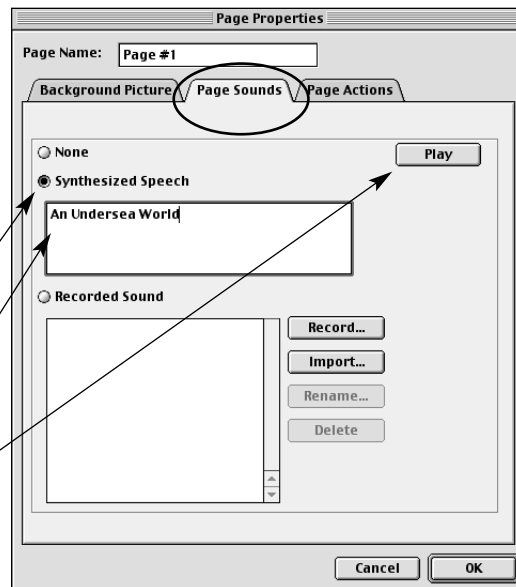 Page Properties
Page Name: Page #1
Background Picture Page Sounds Page Actions
None
Play
Synthesized Speech
An Undersea World
Recorded Sound
Record...
Import...
Rename...
Delete
Cancel OK